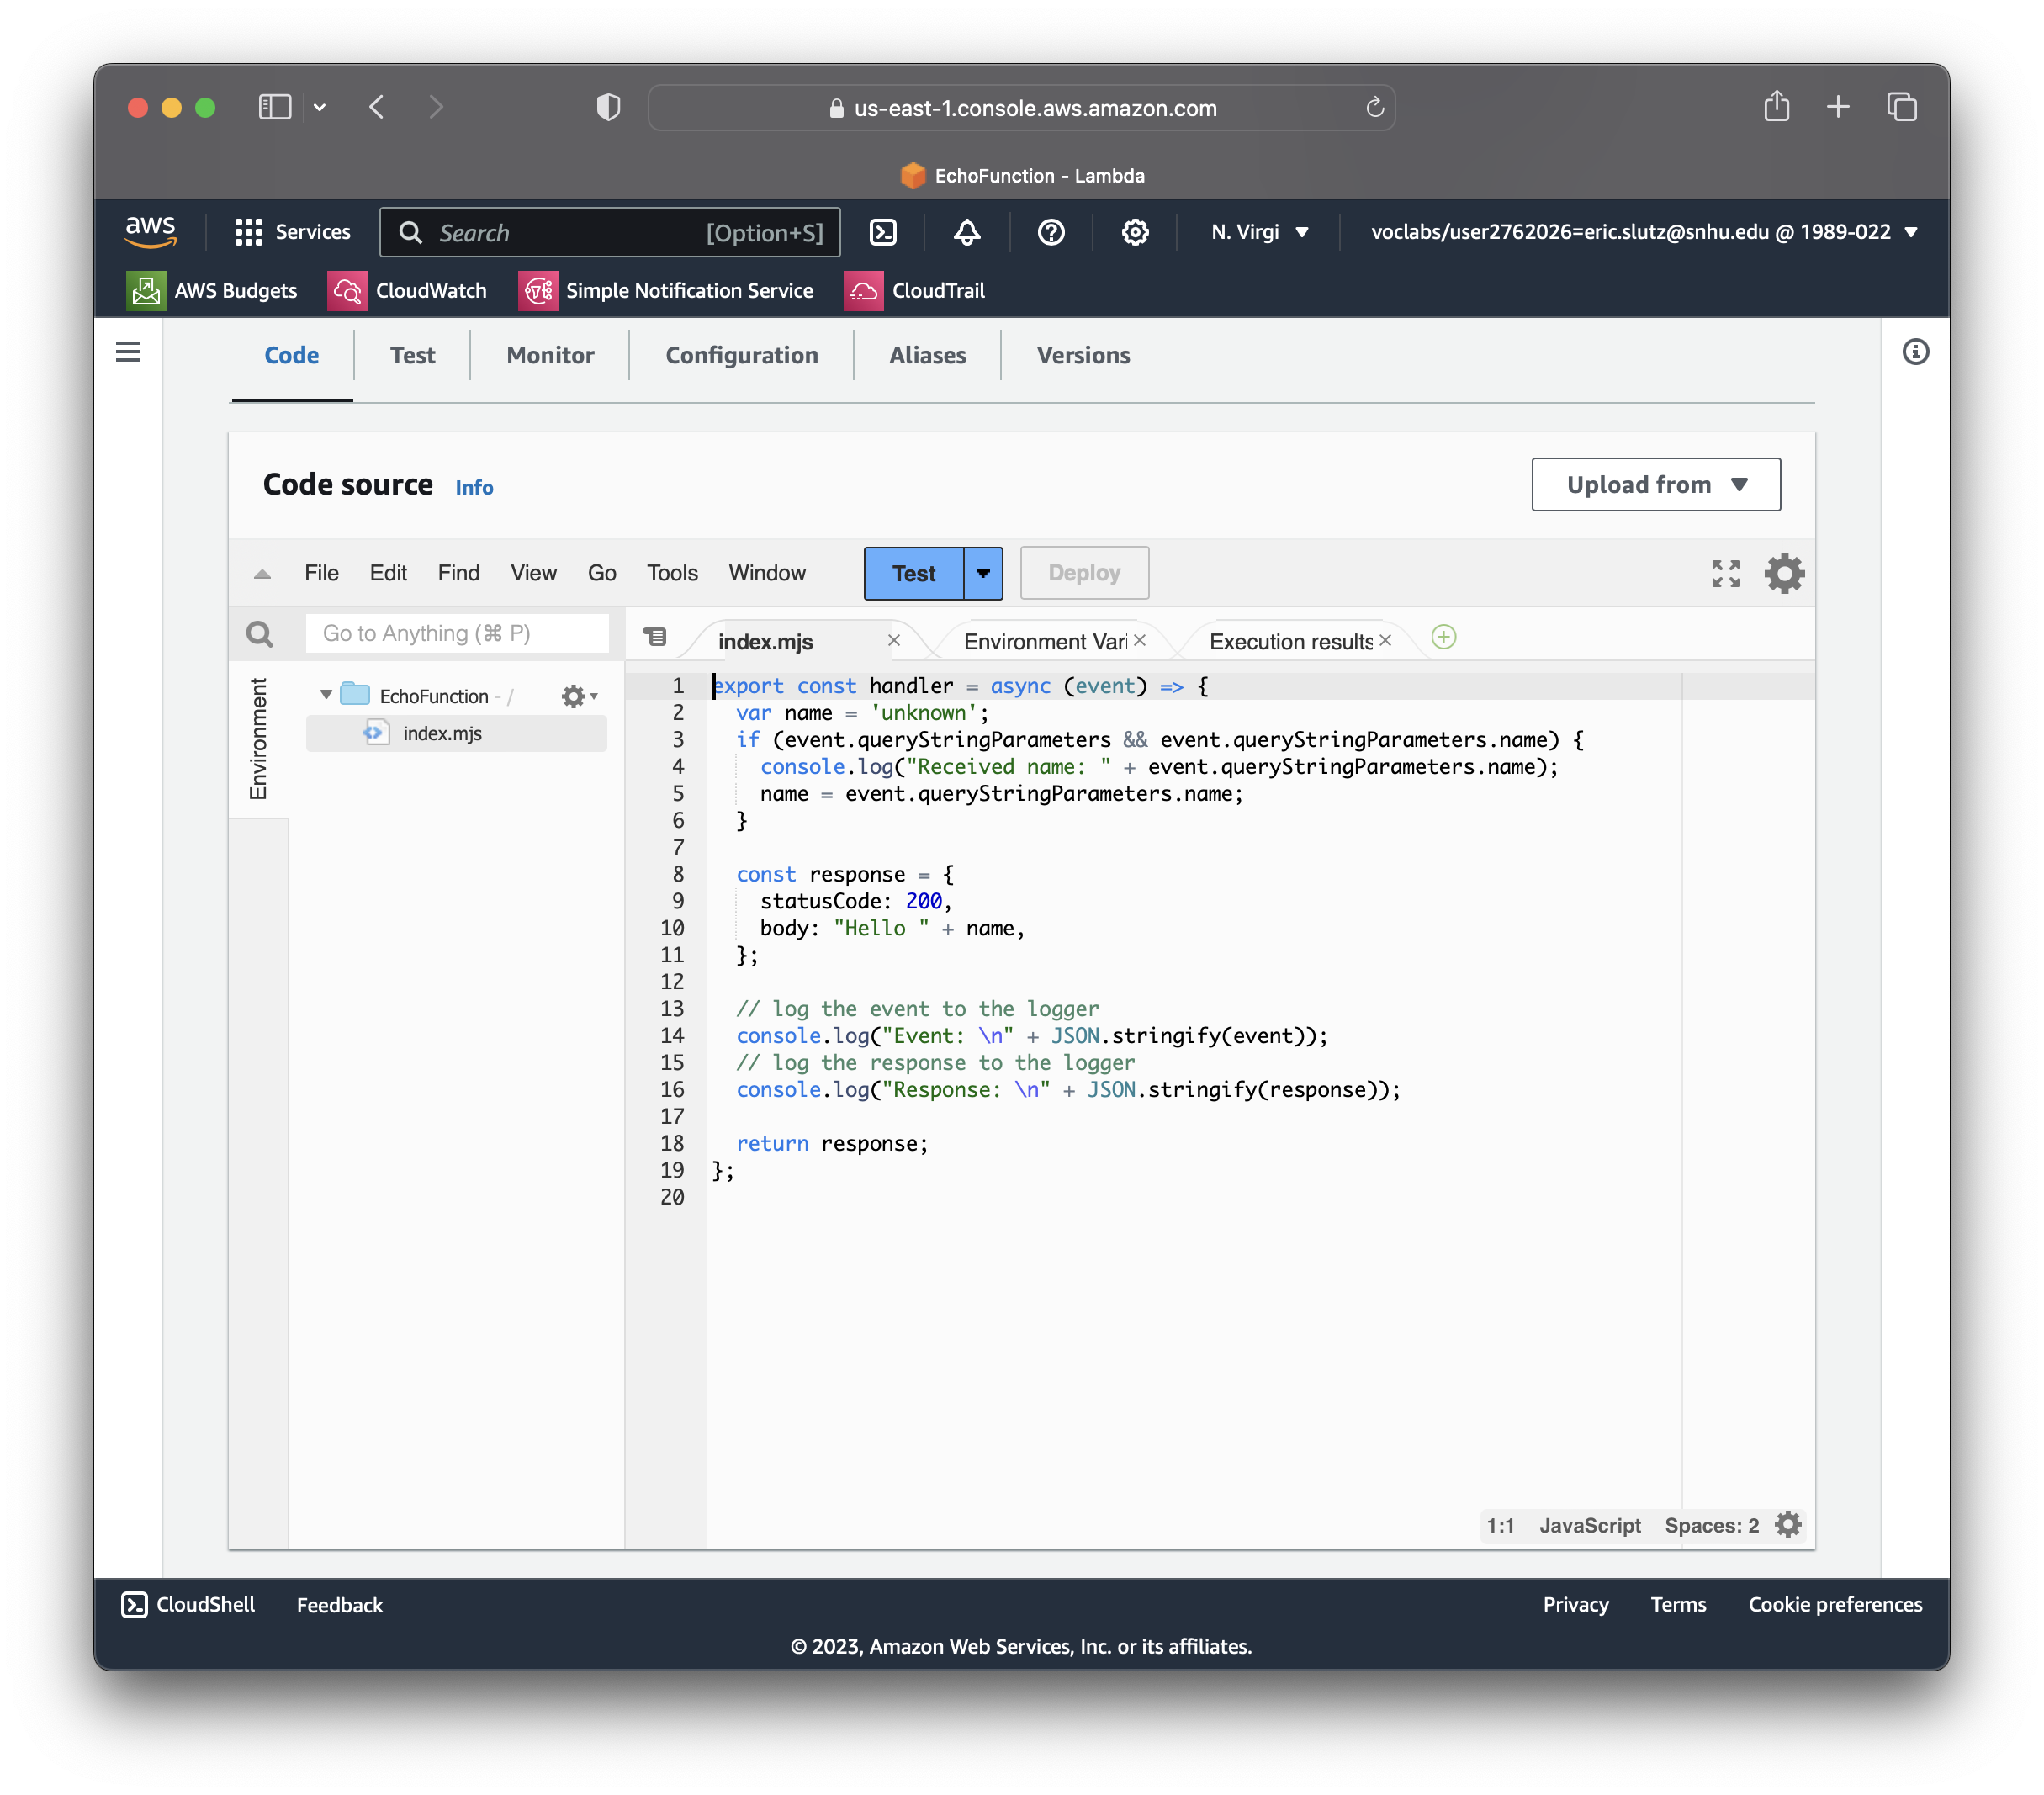 us-east-1.console.aws.amazon.com
EchoFunction - Lambda
aws Services Search [Option+S] N. Virgi voclabs/user2762026=eric.slutz@snhu.edu @ 1989-022
AWS Budgets CloudWatch Simple Notification Service CloudTrail
Code Test Monitor Configuration Aliases Versions
Code source Info Upload from
File Edit Find View Go Tools Window Test Deploy
Go to Anything (⌘ P) index.mjs Environment Vari Execution results
Environment
EchoFunction - /
index.mjs
1 export const handler = async (event) => {
2   var name = 'unknown';
3   if (event.queryStringParameters && event.queryStringParameters.name) {
4     console.log("Received name: " + event.queryStringParameters.name);
5     name = event.queryStringParameters.name;
6   }
7
8   const response = {
9     statusCode: 200,
10     body: "Hello " + name,
11   };
12
13   // log the event to the logger
14   console.log("Event: \n" + JSON.stringify(event));
15   // log the response to the logger
16   console.log("Response: \n" + JSON.stringify(response));
17
18   return response;
19 };
20
1:1 JavaScript Spaces: 2
CloudShell Feedback Privacy Terms Cookie preferences
© 2023, Amazon Web Services, Inc. or its affiliates.